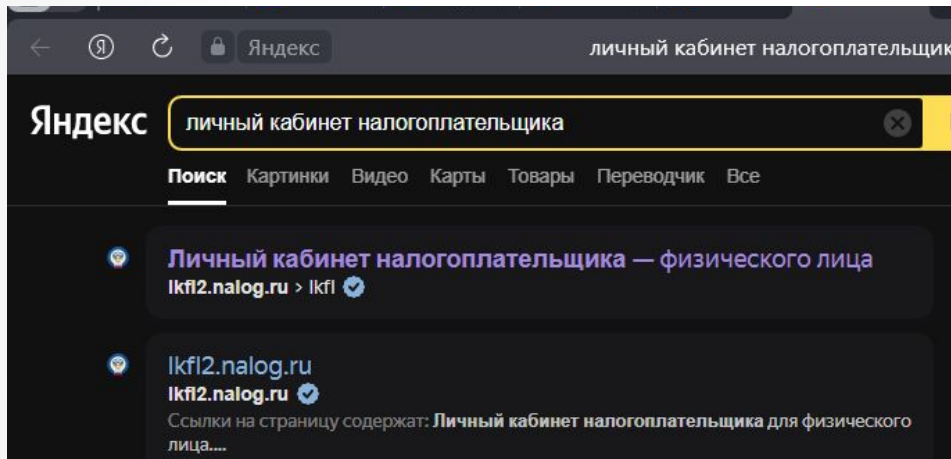 Я Яндекс личный кабинет налогоплательщик
Яндекс личный кабинет налогоплательщика
Поиск Картинки Видео Карты Товары Переводчик Все
Личный кабинет налогоплательщика — физического лица
lkfl2.nalog.ru › lkfl
lkfl2.nalog.ru
lkfl2.nalog.ru
Ссылки на страницу содержат: Личный кабинет налогоплательщика для физического
лица....